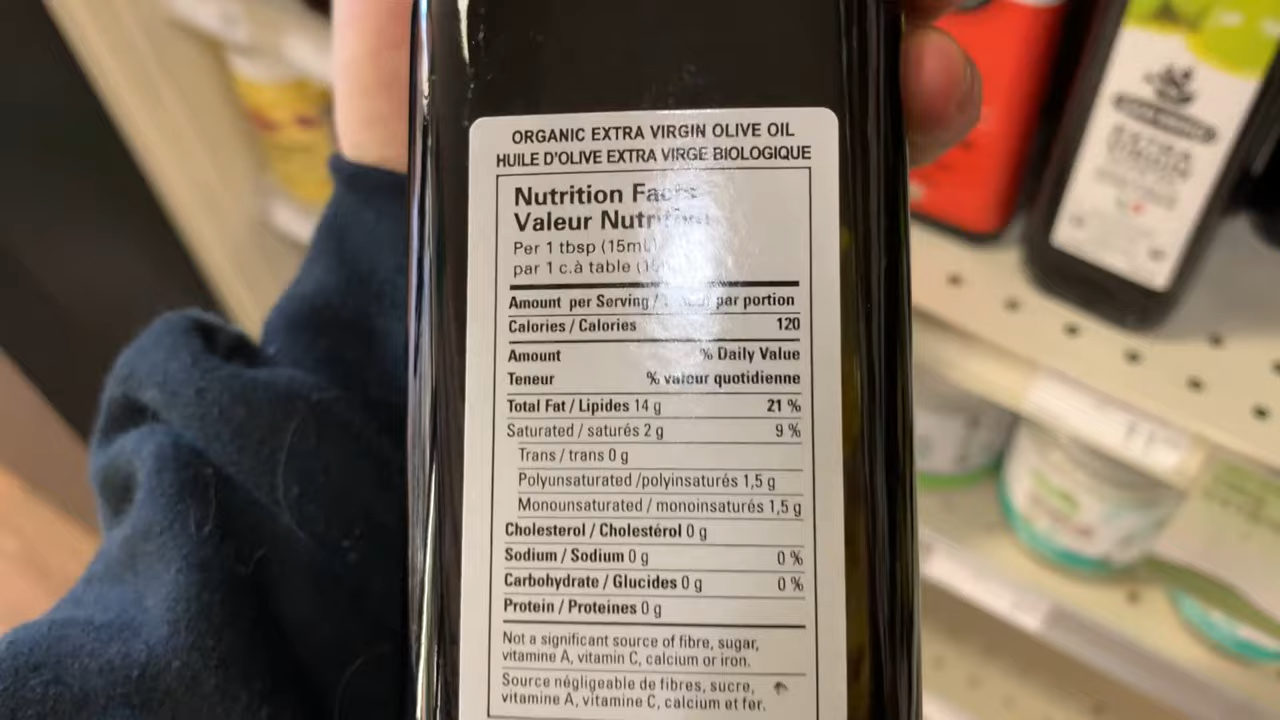 ORGANIC EXTRA VIRGIN OLIVE OIL
HUILE D'OLIVE EXTRA VIRGE BIOLOGIQUE
Nutrition Facts
Valeur Nutritive
Per 1 tbsp (15mL)
par 1 c.à table
Amount per Serving / par portion
Calories / Calories 120
Amount % Daily Value
Teneur % valeur quotidienne
Total Fat / Lipides 14 g 21 %
Saturated / saturés 2 g 9 %
Trans / trans 0 g
Polyunsaturated /polyinsaturés 1,5 g
Monounsaturated / monoinsaturés 1,5 g
Cholesterol / Cholestérol 0 g
Sodium / Sodium 0 g 0 %
Carbohydrate / Glucides 0 g 0 %
Protein / Proteines 0 g
Not a significant source of fibre, sugar,
vitamine A, vitamin C, calcium or iron.
Source négligeable de fibres, sucre,
vitamine A, vitamine C, calcium et fer.
EXTRA